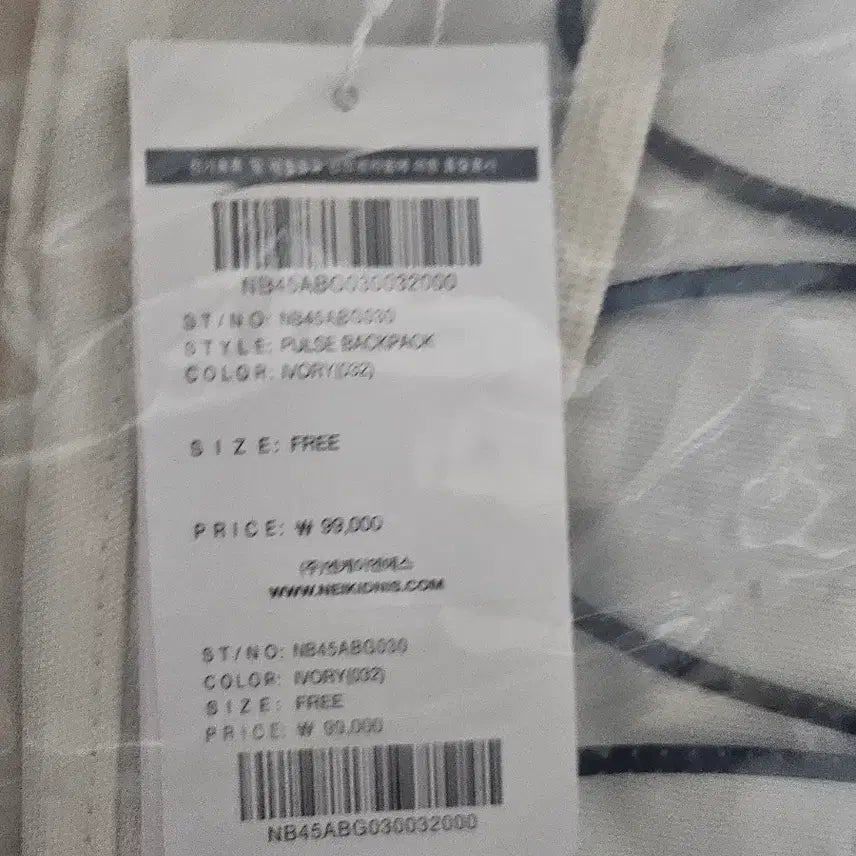 NB45ABG030032000
ST/NO: NB45ABG030
STYLE: PULSE BACKPACK
COLOR: IVORY(032)
SIZE: FREE
PRICE: ₩ 99,000
WWW.NEIKIDNIS.COM
ST/NO: NB45ABG030
COLOR: IVORY(032)
SIZE: FREE
PRICE: ₩ 99,000
NB45ABG030032000